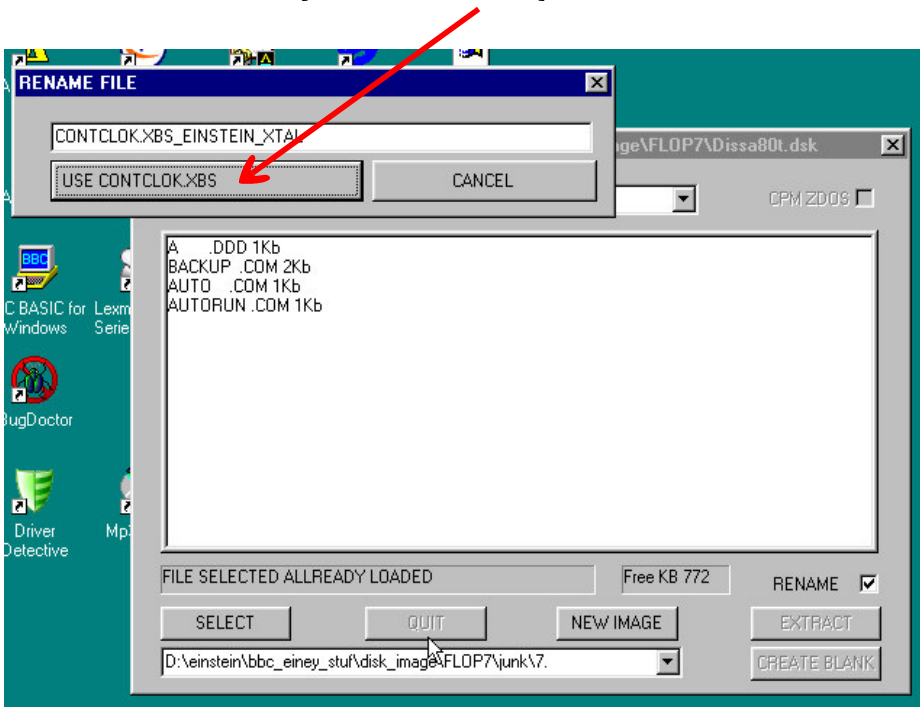 RENAME FILE
CONTCLOK.XBS_EINSTEIN_XTAL
USE CONTCLOK.XBS
CANCEL
ge\FLOP7\Dissa80t.dsk
CPM ZDOS
A .DDD 1Kb
BACKUP .COM 2Kb
AUTO .COM 1Kb
AUTORUN .COM 1Kb
BBC
C BASIC for
Windows
Lexm
Serie
BugDoctor
Driver
Detective
Mp3
FILE SELECTED ALLREADY LOADED
Free KB 772
RENAME
SELECT
QUIT
NEW IMAGE
EXTRACT
D:\einstein\bbc_einey_stuf\disk_image\FLOP7\junk\7.
CREATE BLANK